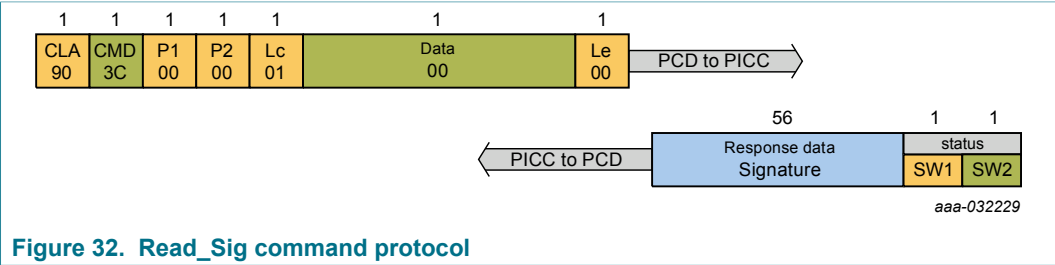 1 1 1 1 1 1 1
CLA CMD P1 P2 Lc Data Le
90 3C 00 00 01 00 00
PCD to PICC
56 1 1
Response data status
PICC to PCD
Signature SW1 SW2
aaa-032229
Figure 32. Read_Sig command protocol